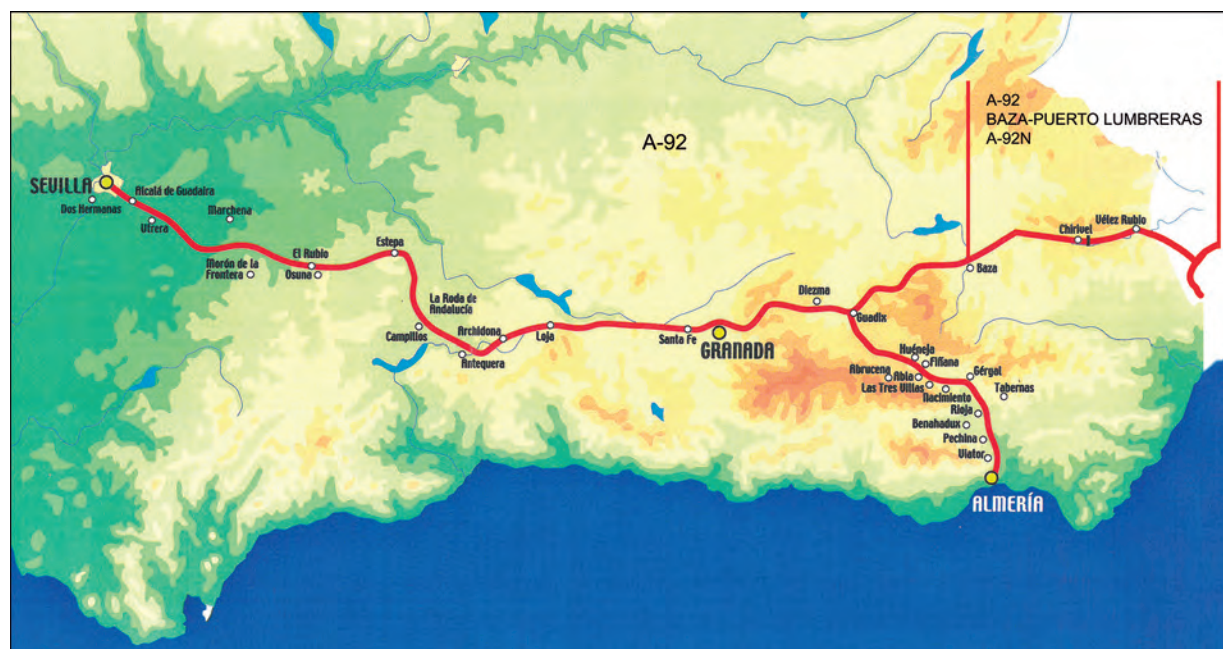 A-92
A-92
BAZA-PUERTO LUMBRERAS
A-92N
SEVILLA
Dos Hermanas
Alcalá de Guadaira
Utrera
Marchena
Morón de la
Frontera
El Rubio
Osuna
Estepa
La Roda de
Andalucía
Campillos
Antequera
Archidona
Loja
Santa Fe
GRANADA
Diezma
Guadix
Baza
Chirivel
Vélez Rubio
Huéneja
Fiñana
Abrucena
Abla
Las Tres Villas
Nacimiento
Gérgal
Tabernas
Rioja
Benahadux
Pechina
Viator
ALMERÍA